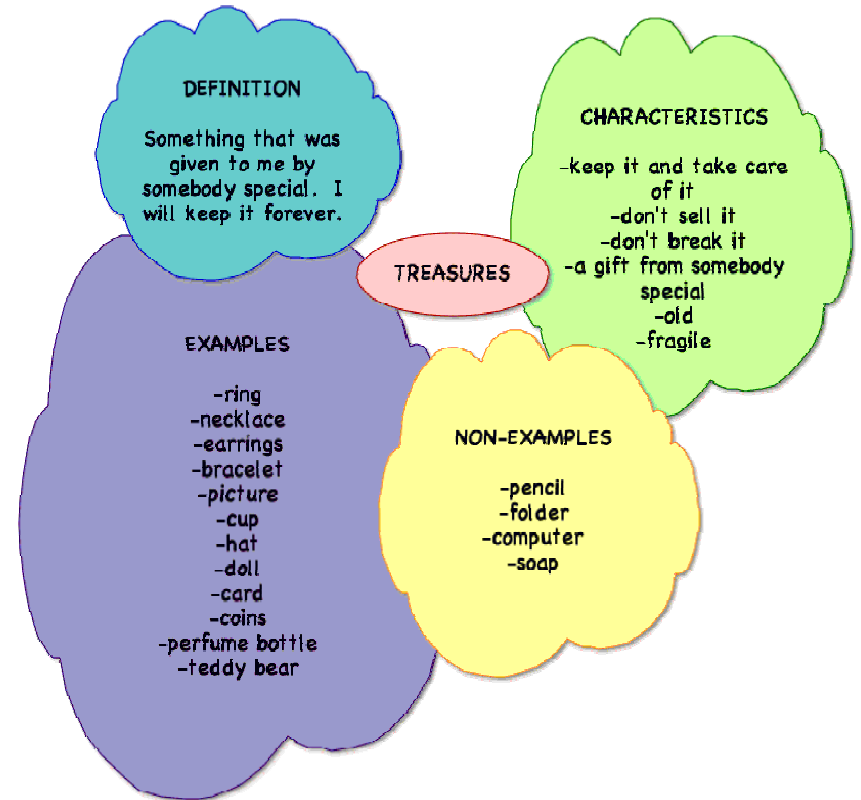 DEFINITION
Something that was
given to me by
somebody special. I
will keep it forever.
CHARACTERISTICS
-keep it and take care
of it
-don't sell it
-don't break it
-a gift from somebody
special
-old
-fragile
TREASURES
EXAMPLES
-ring
-necklace
-earrings
-bracelet
-picture
-cup
-hat
-doll
-card
-coins
-perfume bottle
-teddy bear
NON-EXAMPLES
-pencil
-folder
-computer
-soap